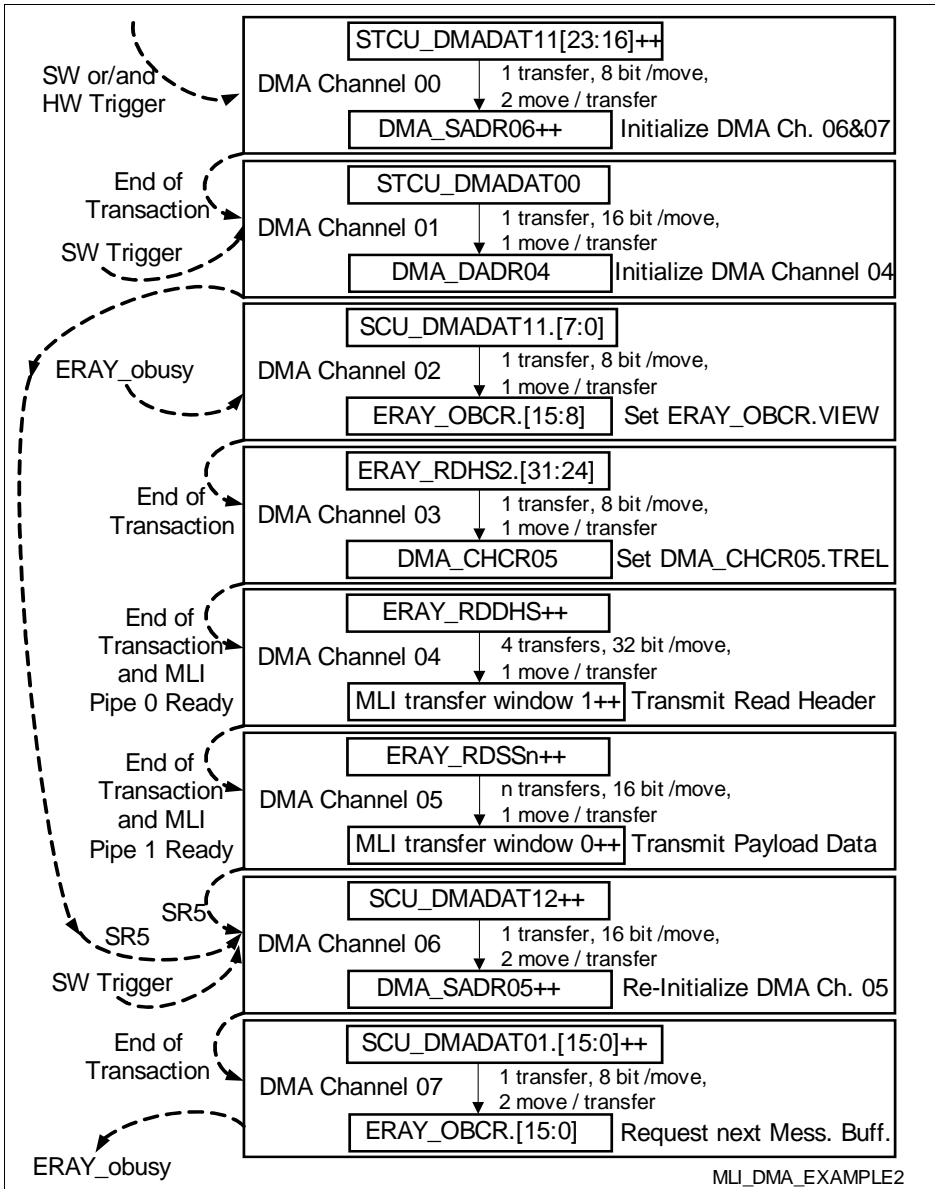 STCU_DMADAT11[23:16]++
SW or/and
HW Trigger
DMA Channel 00
1 transfer, 8 bit /move,
2 move / transfer
DMA_SADR06++
Initialize DMA Ch. 06&07
End of
Transaction
STCU_DMADAT00
DMA Channel 01
1 transfer, 16 bit /move,
1 move / transfer
SW Trigger
DMA_DADR04
Initialize DMA Channel 04
SCU_DMADAT11.[7:0]
ERAY_obusy
DMA Channel 02
1 transfer, 8 bit /move,
1 move / transfer
ERAY_OBCR.[15:8]
Set ERAY_OBCR.VIEW
ERAY_RDHS2.[31:24]
End of
Transaction
DMA Channel 03
1 transfer, 8 bit /move,
1 move / transfer
DMA_CHCR05
Set DMA_CHCR05.TREL
ERAY_RDDHS++
End of
Transaction
and MLI
Pipe 0 Ready
DMA Channel 04
4 transfers, 32 bit /move,
1 move / transfer
MLI transfer window 1++
Transmit Read Header
ERAY_RDSSn++
End of
Transaction
and MLI
Pipe 1 Ready
DMA Channel 05
n transfers, 16 bit /move,
1 move / transfer
MLI transfer window 0++
Transmit Payload Data
SCU_DMADAT12++
SR5
SR5
SW Trigger
DMA Channel 06
1 transfer, 16 bit /move,
2 move / transfer
DMA_SADR05++
Re-Initialize DMA Ch. 05
SCU_DMADAT01.[15:0]++
End of
Transaction
DMA Channel 07
1 transfer, 8 bit /move,
2 move / transfer
ERAY_OBCR.[15:0]
Request next Mess. Buff.
ERAY_obusy
MLI_DMA_EXAMPLE2